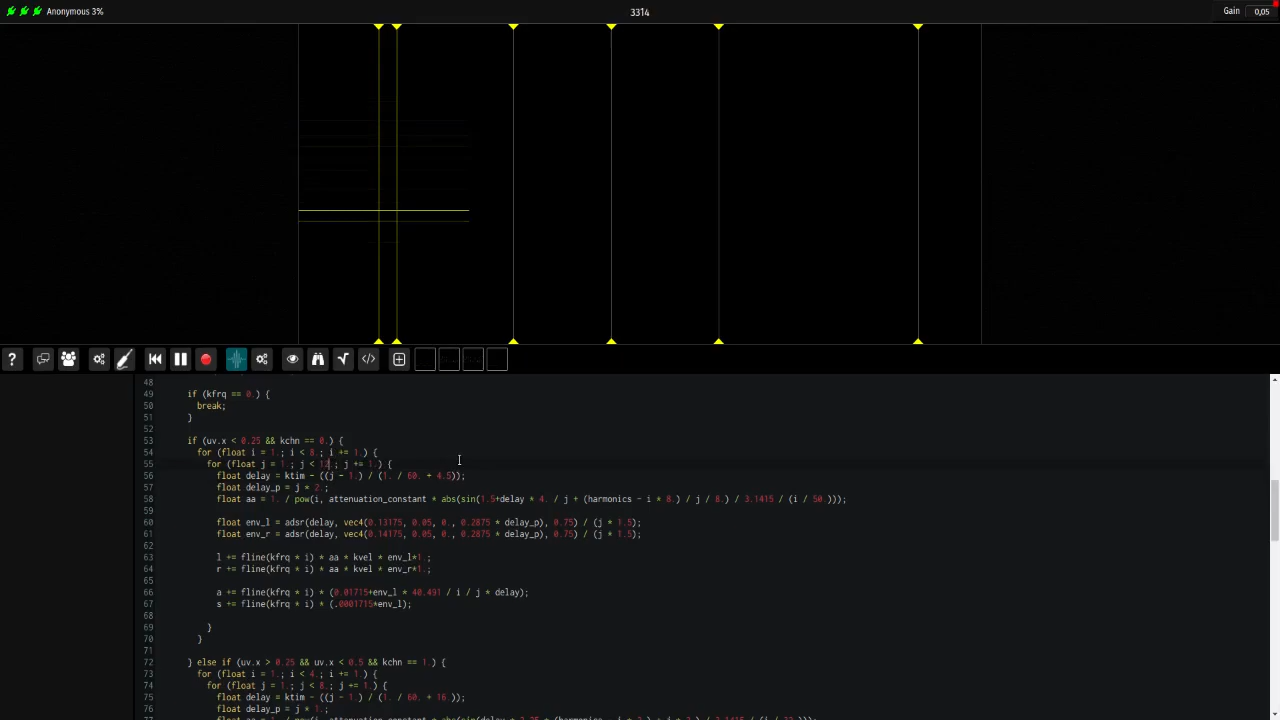 Anonymous 3%
3314
Gain 0,05
?
48
49 if (kfrq == 0.) {
50 break;
51 }
52
53 if (uv.x < 0.25 && kchn == 0.) {
54 for (float i = 1.; i < 8.; i += 1.) {
55 for (float j = 1.; j < 12.; j += 1.) {
56 float delay = ktim - ((j - 1.) / (1. / 60. + 4.5));
57 float delay_p = j * 2.;
58 float aa = 1. / pow(i, attenuation_constant * abs(sin(1.5+delay * 4. / j + (harmonics - i * 8.) / j / 8.) / 3.1415 / (i / 50.)));
59
60 float env_l = adsr(delay, vec4(0.13175, 0.05, 0., 0.2875 * delay_p), 0.75) / (j * 1.5);
61 float env_r = adsr(delay, vec4(0.14175, 0.05, 0., 0.2875 * delay_p), 0.75) / (j * 1.5);
62
63 l += fline(kfrq * i) * aa * kvel * env_l*1.;
64 r += fline(kfrq * i) * aa * kvel * env_r*1.;
65
66 a += fline(kfrq * i) * (0.01715+env_l * 40.491 / i / j * delay);
67 s += fline(kfrq * i) * (.0001715*env_l);
68
69 }
70 }
71
72 } else if (uv.x > 0.25 && uv.x < 0.5 && kchn == 1.) {
73 for (float i = 1.; i < 4.; i += 1.) {
74 for (float j = 1.; j < 8.; j += 1.) {
75 float delay = ktim - ((j - 1.) / (1. / 60. + 16.));
76 float delay_p = j * 1.;